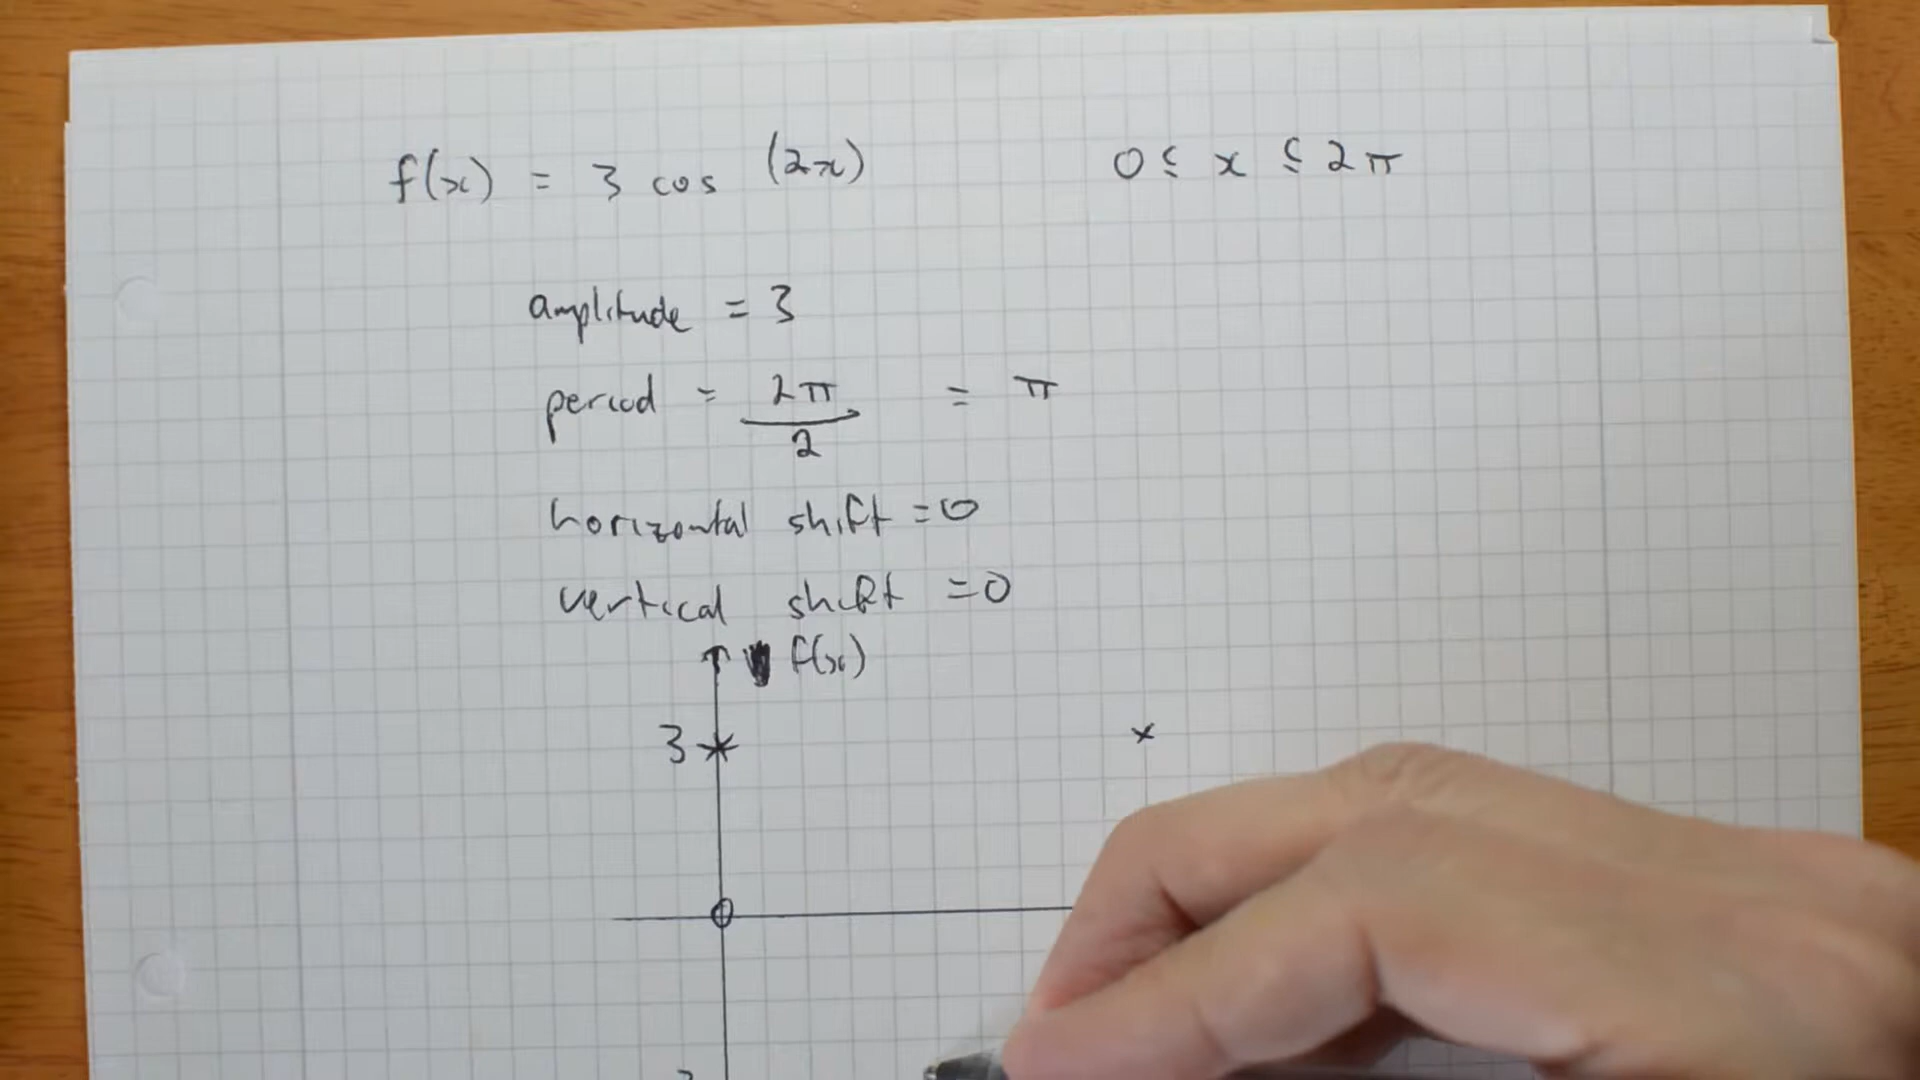 f(x) = 3 cos (2x) 0 ≤ x ≤ 2π
amplitude = 3
period = 2π/2 = π
horizontal shift = 0
vertical shift = 0
f(x)
3
0